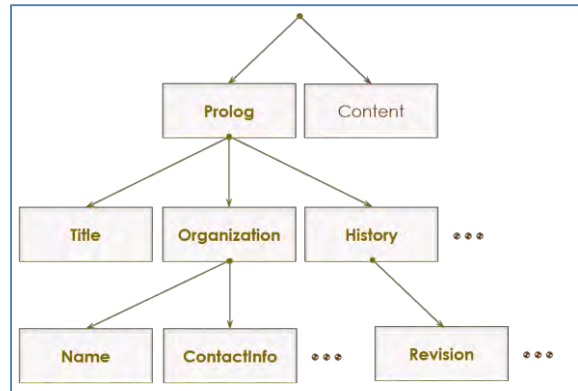 Prolog
Content
Title
Organization
History
Name
ContactInfo
Revision